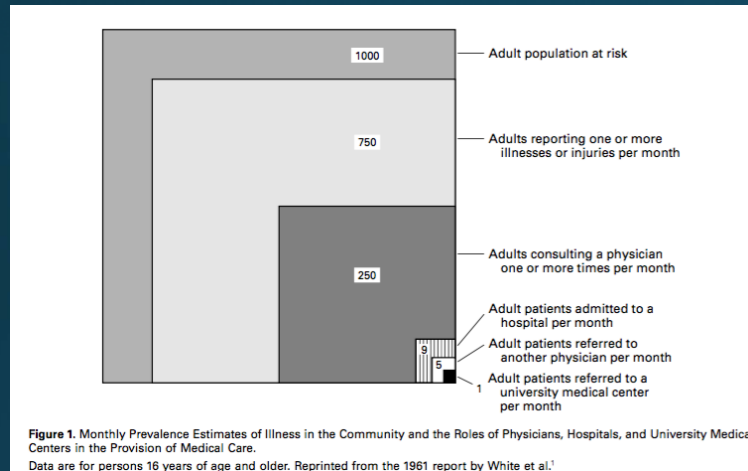 1000
Adult population at risk
750
Adults reporting one or more
illnesses or injuries per month
250
Adults consulting a physician
one or more times per month
Adult patients admitted to a
hospital per month
9
Adult patients referred to
another physician per month
5
1
Adult patients referred to a
university medical center
per month
Figure 1. Monthly Prevalence Estimates of Illness in the Community and the Roles of Physicians, Hospitals, and University Medica
Centers in the Provision of Medical Care.
Data are for persons 16 years of age and older. Reprinted from the 1961 report by White et al.¹